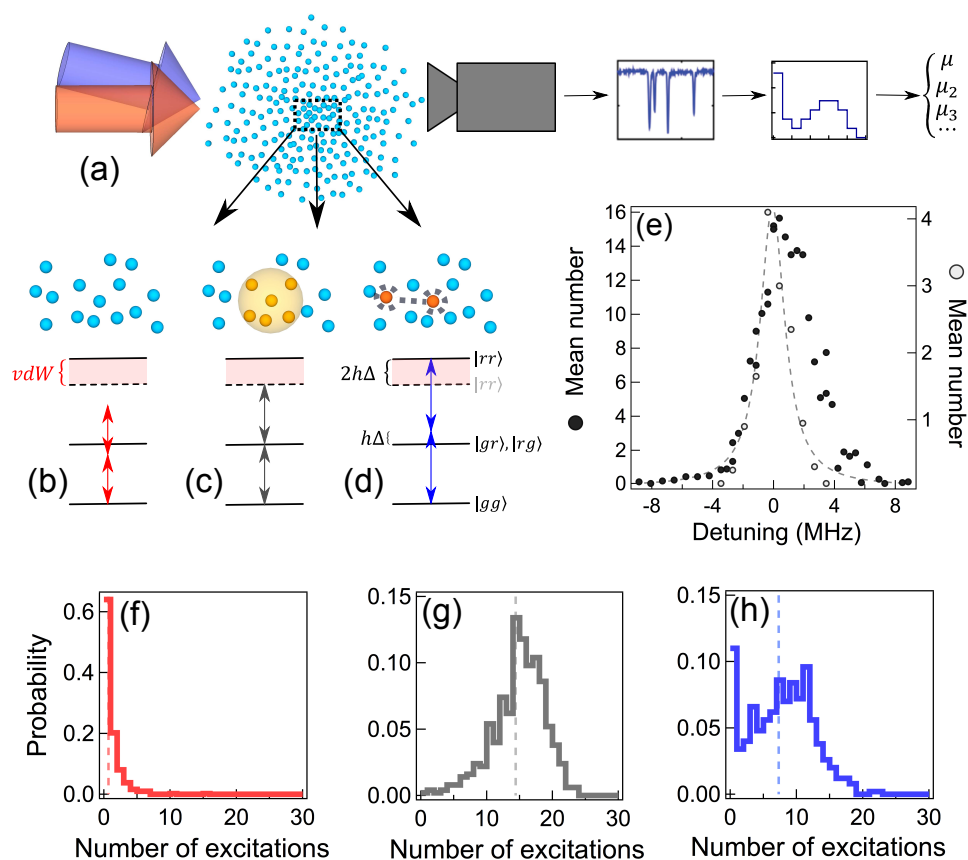 (a)
μ
μ₂
μ₃
...
vdW
(b)
(c)
2hΔ
|rr⟩
|rr⟩
hΔ
|gr⟩, |rg⟩
(d)
|gg⟩
(e)
16
14
12
10
8
6
4
2
0
Mean number
4
3
2
1
Mean number
-8
-4
0
4
8
Detuning (MHz)
(f)
0.6
0.4
0.2
0.0
Probability
0
10
20
30
Number of excitations
(g)
0.15
0.10
0.05
0.00
0
10
20
30
Number of excitations
(h)
0.15
0.10
0.05
0.00
0
10
20
30
Number of excitations